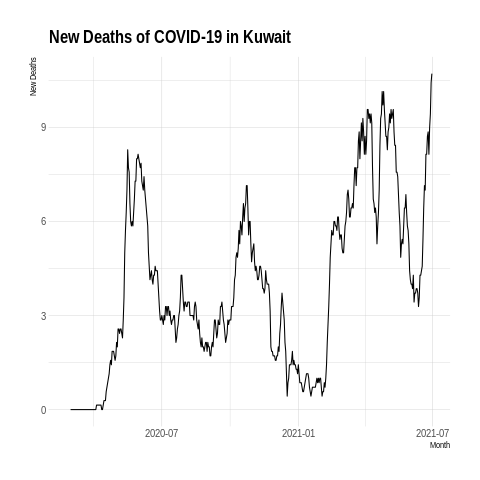 New Deaths of COVID-19 in Kuwait
New Deaths
9
6
3
0
2020-07
2021-01
2021-07
Month